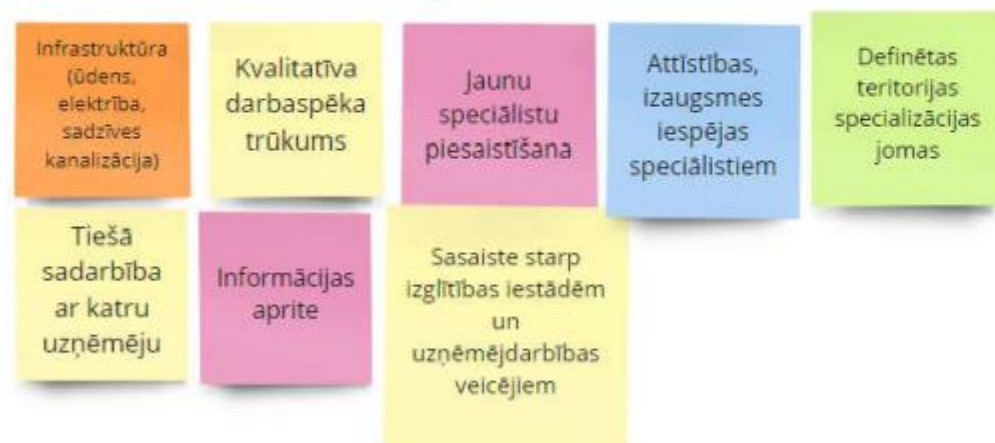 Infrastruktūra
(ūdens,
elektrība,
sadzīves
kanalizācija)
Kvalitatīva
darbaspēka
trūkums
Jaunu
speciālistu
piesaistīšana
Attīstības,
izaugsmes
iespējas
speciālistiem
Definētas
teritorijas
specializācijas
jomas
Tiešā
sadarbība
ar katru
uzņēmēju
Informācijas
aprite
Sasaiste starp
izglītības iestādēm
un
uzņēmējdarbības
veicējiem